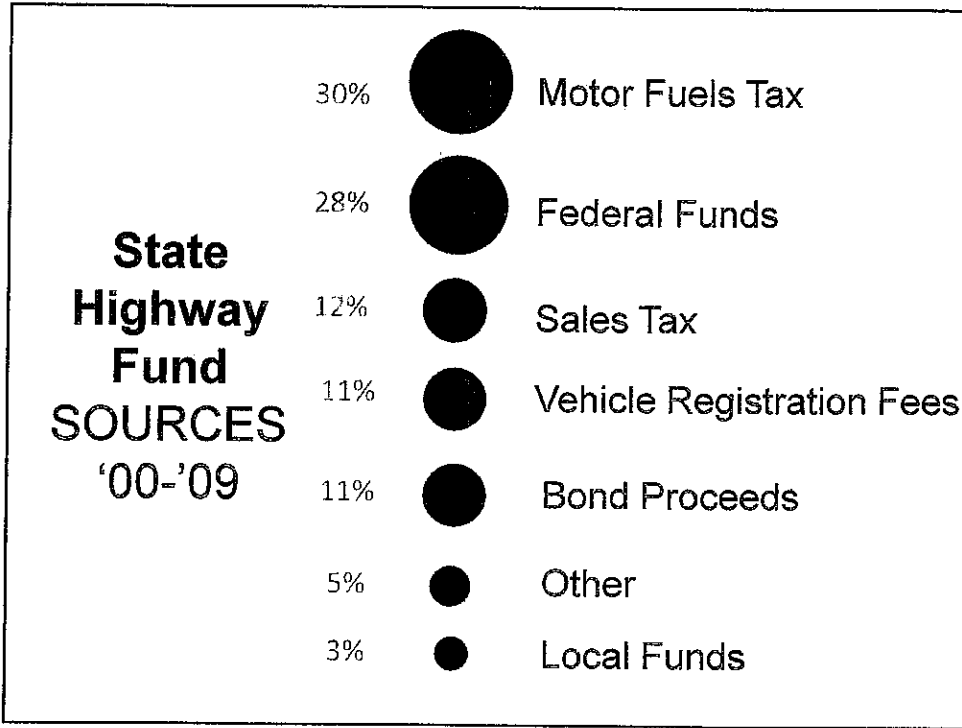 State
Highway
Fund
SOURCES
‘00-’09
30% Motor Fuels Tax
28% Federal Funds
12% Sales Tax
11% Vehicle Registration Fees
11% Bond Proceeds
5% Other
3% Local Funds